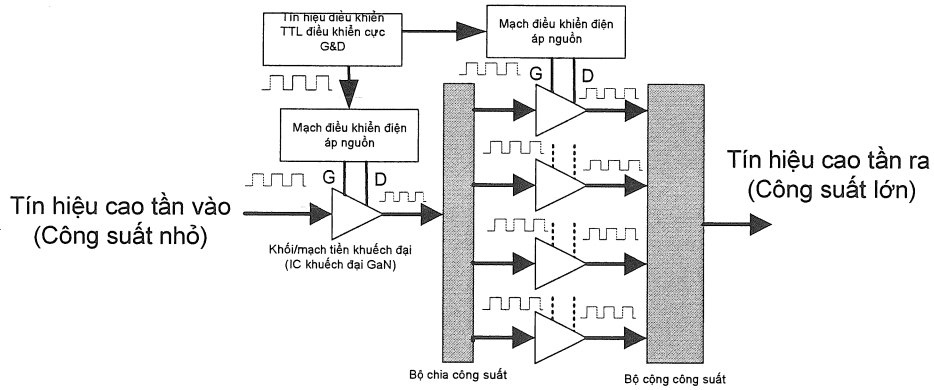 Tín hiệu điều khiển
TTL điều khiển cực
G&D
Mạch điều khiển điện
áp nguồn
G
D
Mạch điều khiển điện
áp nguồn
G
D
Tín hiệu cao tần vào
(Công suất nhỏ)
Khối/mạch tiền khuếch đại
(IC khuếch đại GaN)
Tín hiệu cao tần ra
(Công suất lớn)
Bộ chia công suất
Bộ cộng công suất